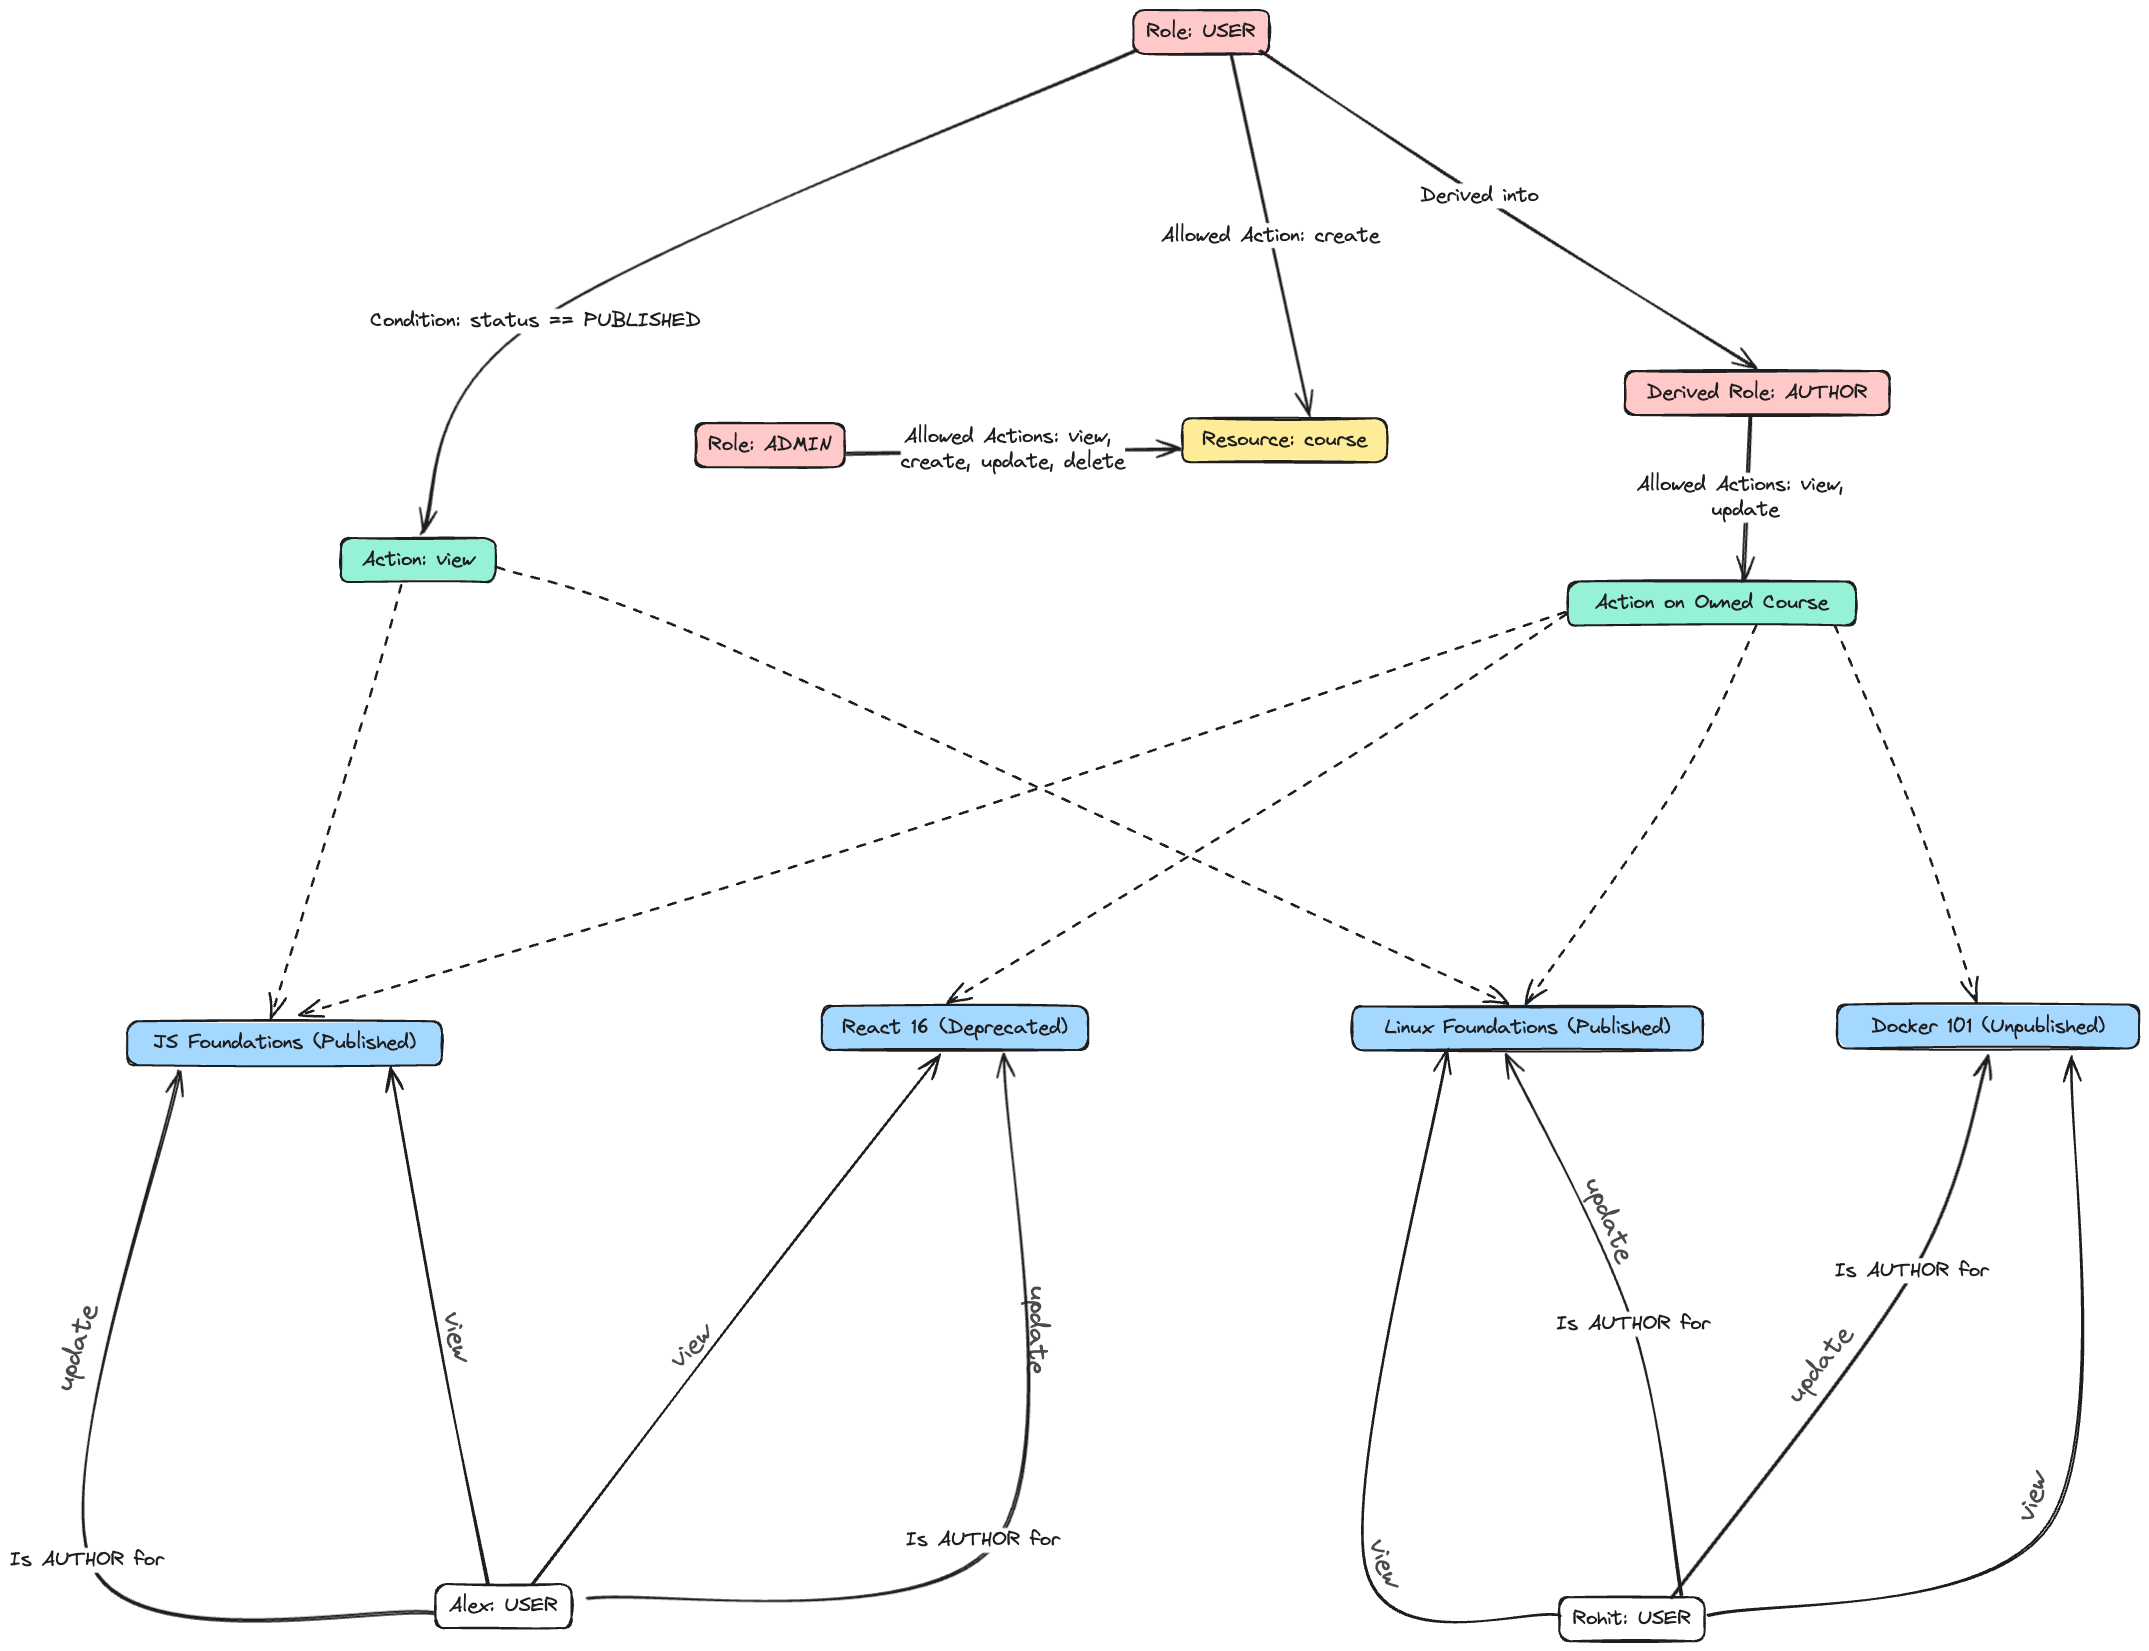 Role: USER
Derived into
Allowed Action: create
Condition: status == PUBLISHED
Derived Role: AUTHOR
Role: ADMIN
Allowed Actions: view,
create, update, delete
Resource: course
Allowed Actions: view,
update
Action: view
Action on Owned Course
JS Foundations (Published)
React 16 (Deprecated)
Linux Foundations (Published)
Docker 101 (Unpublished)
update
Is AUTHOR for
Is AUTHOR for
update
view
view
update
update
view
view
Is AUTHOR for
Is AUTHOR for
view
Alex: USER
Rohit: USER